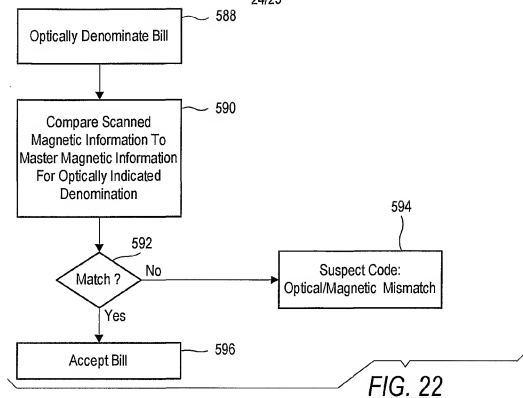 588
Optically Denominate Bill
590
Compare Scanned
Magnetic Information To
Master Magnetic Information
For Optically Indicated
Denomination
592
Match ?
No
594
Suspect Code:
Optical/Magnetic Mismatch
Yes
596
Accept Bill
FIG. 22